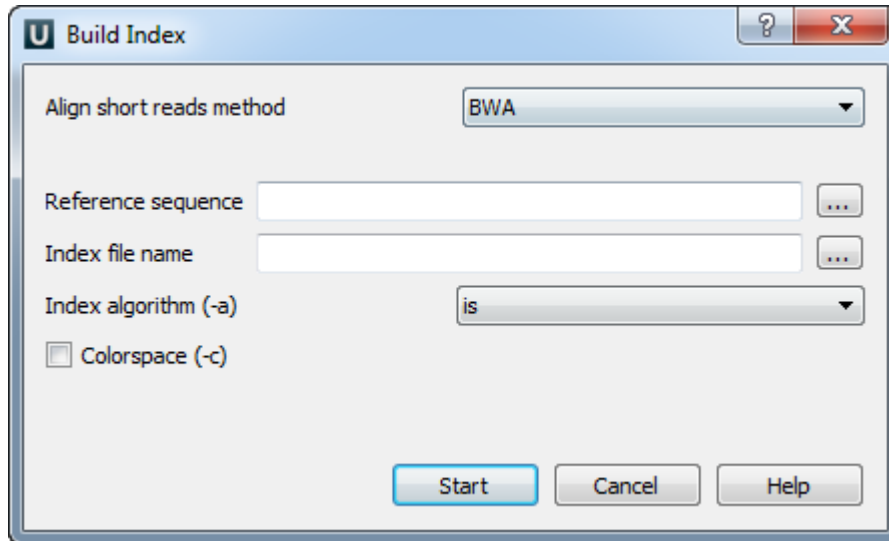 U Build Index ? X
Align short reads method BWA
Reference sequence ...
Index file name ...
Index algorithm (-a) is
Colorspace (-c)
Start Cancel Help